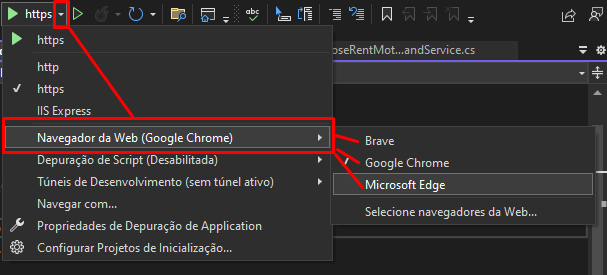 https
abc
oseRentMot...andService.cs
https
http
https
IIS Express
Navegador da Web (Google Chrome)
Depuração de Script (Desabilitada)
Túneis de Desenvolvimento (sem túnel ativo)
Navegar com...
Propriedades de Depuração de Application
Configurar Projetos de Inicialização...
Brave
Google Chrome
Microsoft Edge
Selecione navegadores da Web...